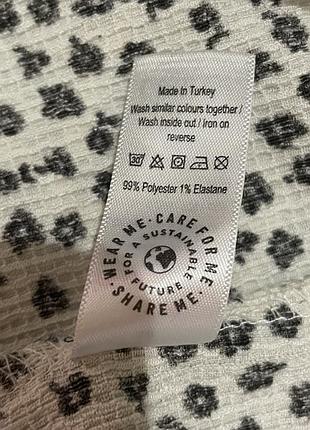 Made in Turkey
Wash similar colours together /
Wash inside out / Iron on
reverse
30
99% Polyester 1% Elastane
WEAR ME · CARE FOR ME
FOR A SUSTAINABLE
FUTURE
SHARE ME ·